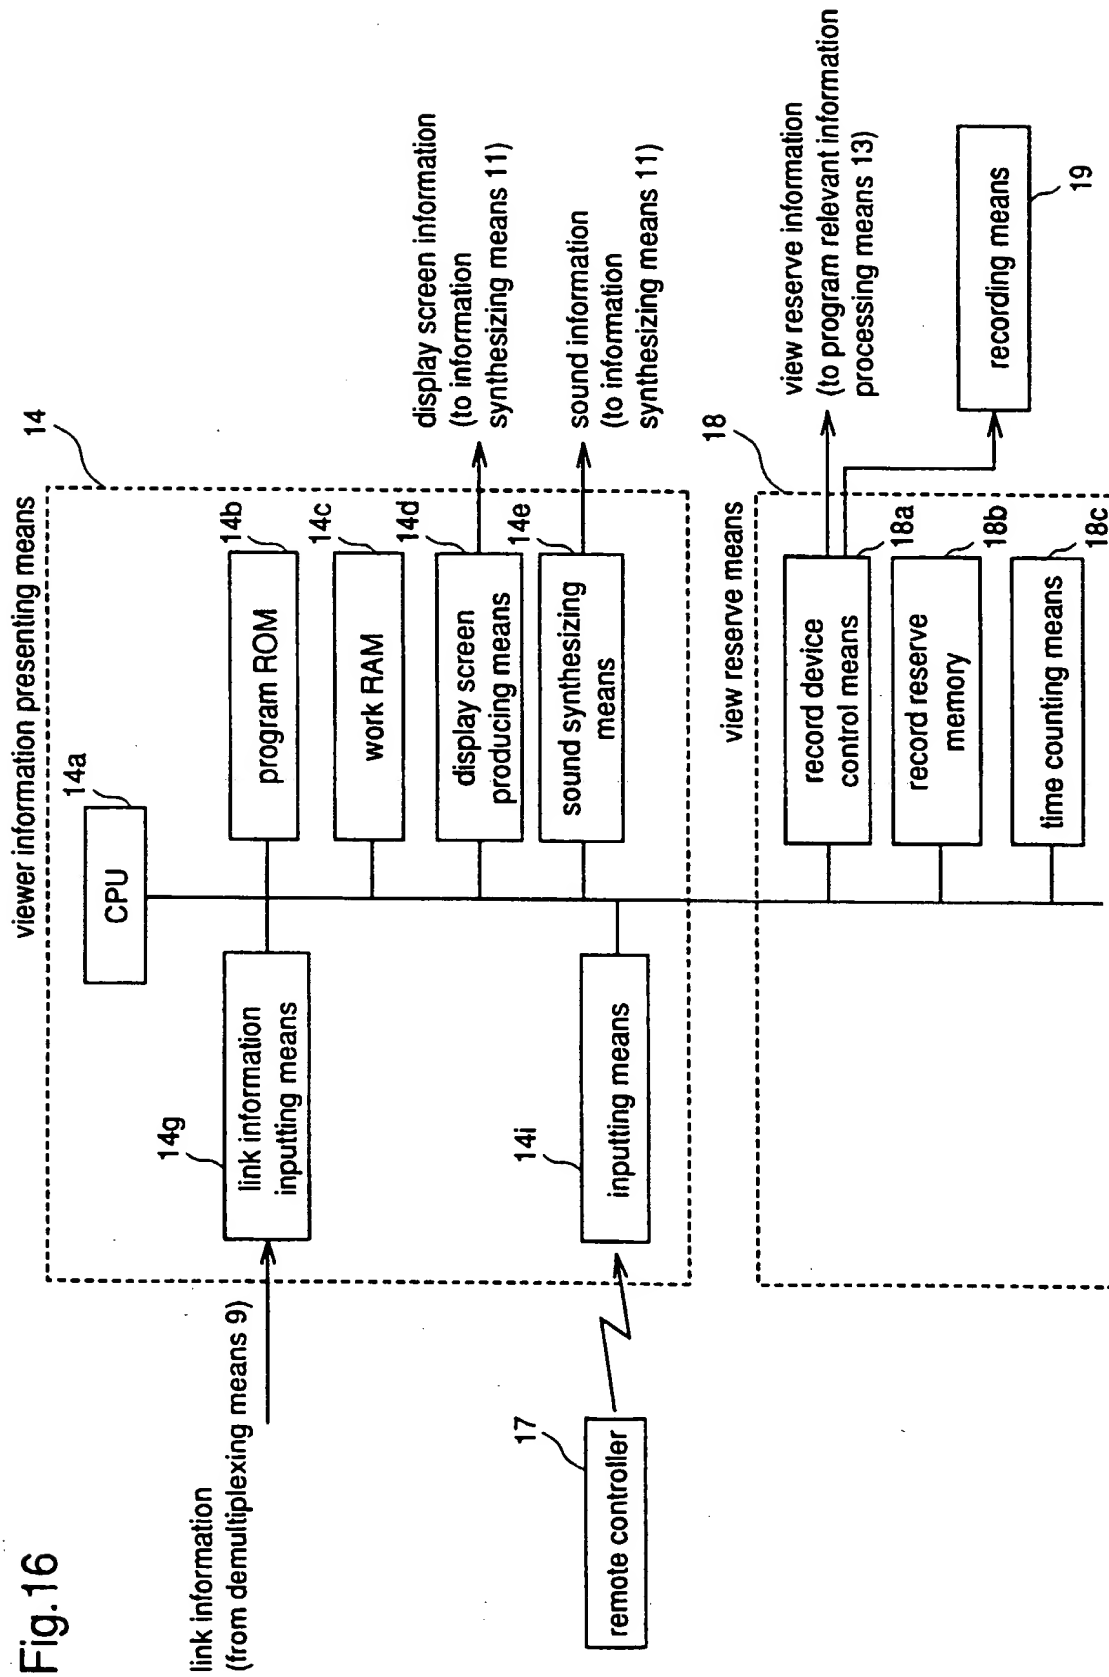 Fig.16
viewer information presenting means
14
CPU
14a
link information
(from demultiplexing means 9)
14g
link information
inputting means
program ROM
14b
work RAM
14c
display screen
producing means
14d
display screen information
(to information
synthesizing means 11)
sound synthesizing
means
14e
sound information
(to information
synthesizing means 11)
17
remote controller
14i
inputting means
view reserve means
18
record device
control means
18a
view reserve information
(to program relevant information
processing means 13)
recording means
19
record reserve
memory
18b
time counting means
18c